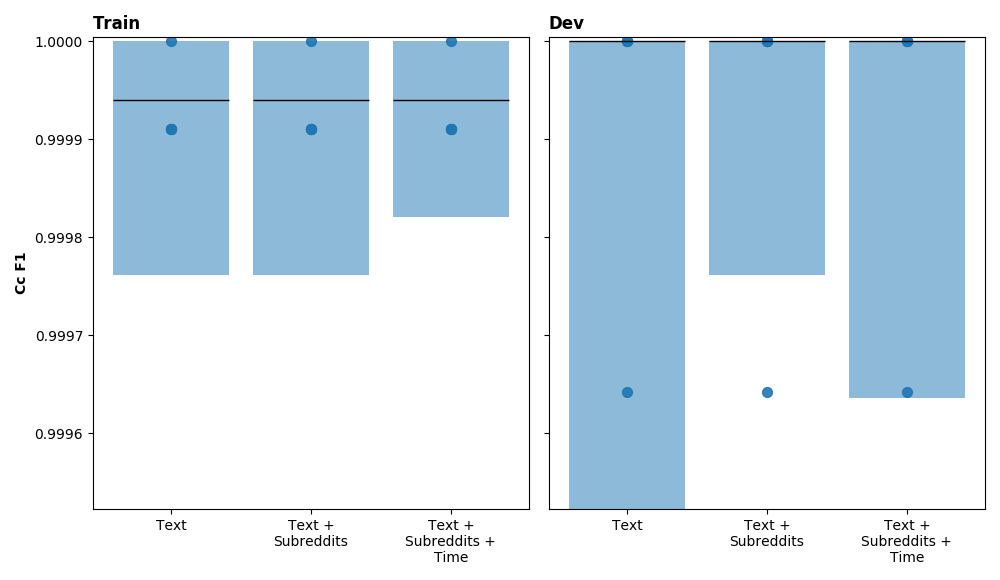 Train
Dev
Cc F1
1.0000
0.9999
0.9998
0.9997
0.9996
Text
Text +
Subreddits
Text +
Subreddits +
Time
Text
Text +
Subreddits
Text +
Subreddits +
Time